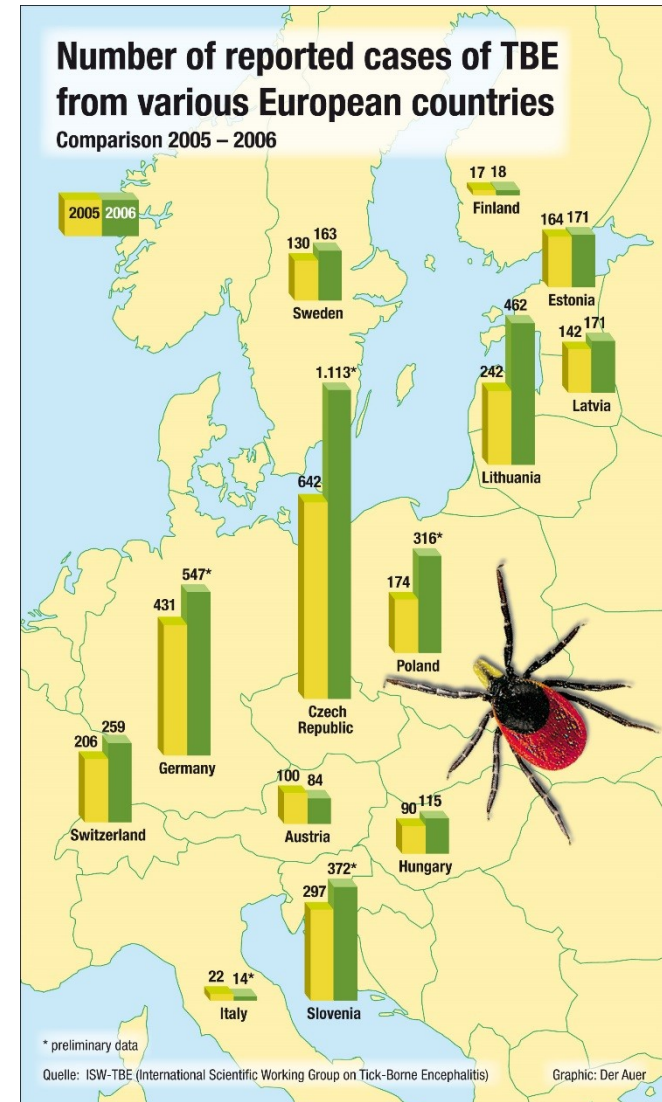 Number of reported cases of TBE
from various European countries
Comparison 2005 – 2006
2005 2006
17 18
Finland
130 163
Sweden
164 171
Estonia
142 171
Latvia
242 462
Lithuania
642 1.113*
Czech
Republic
174 316*
Poland
431 547*
Germany
206 259
Switzerland
100 84
Austria
90 115
Hungary
297 372*
Slovenia
22 14*
Italy
* preliminary data
Quelle: ISW-TBE (International Scientific Working Group on Tick-Borne Encephalitis) Graphic: Der Auer